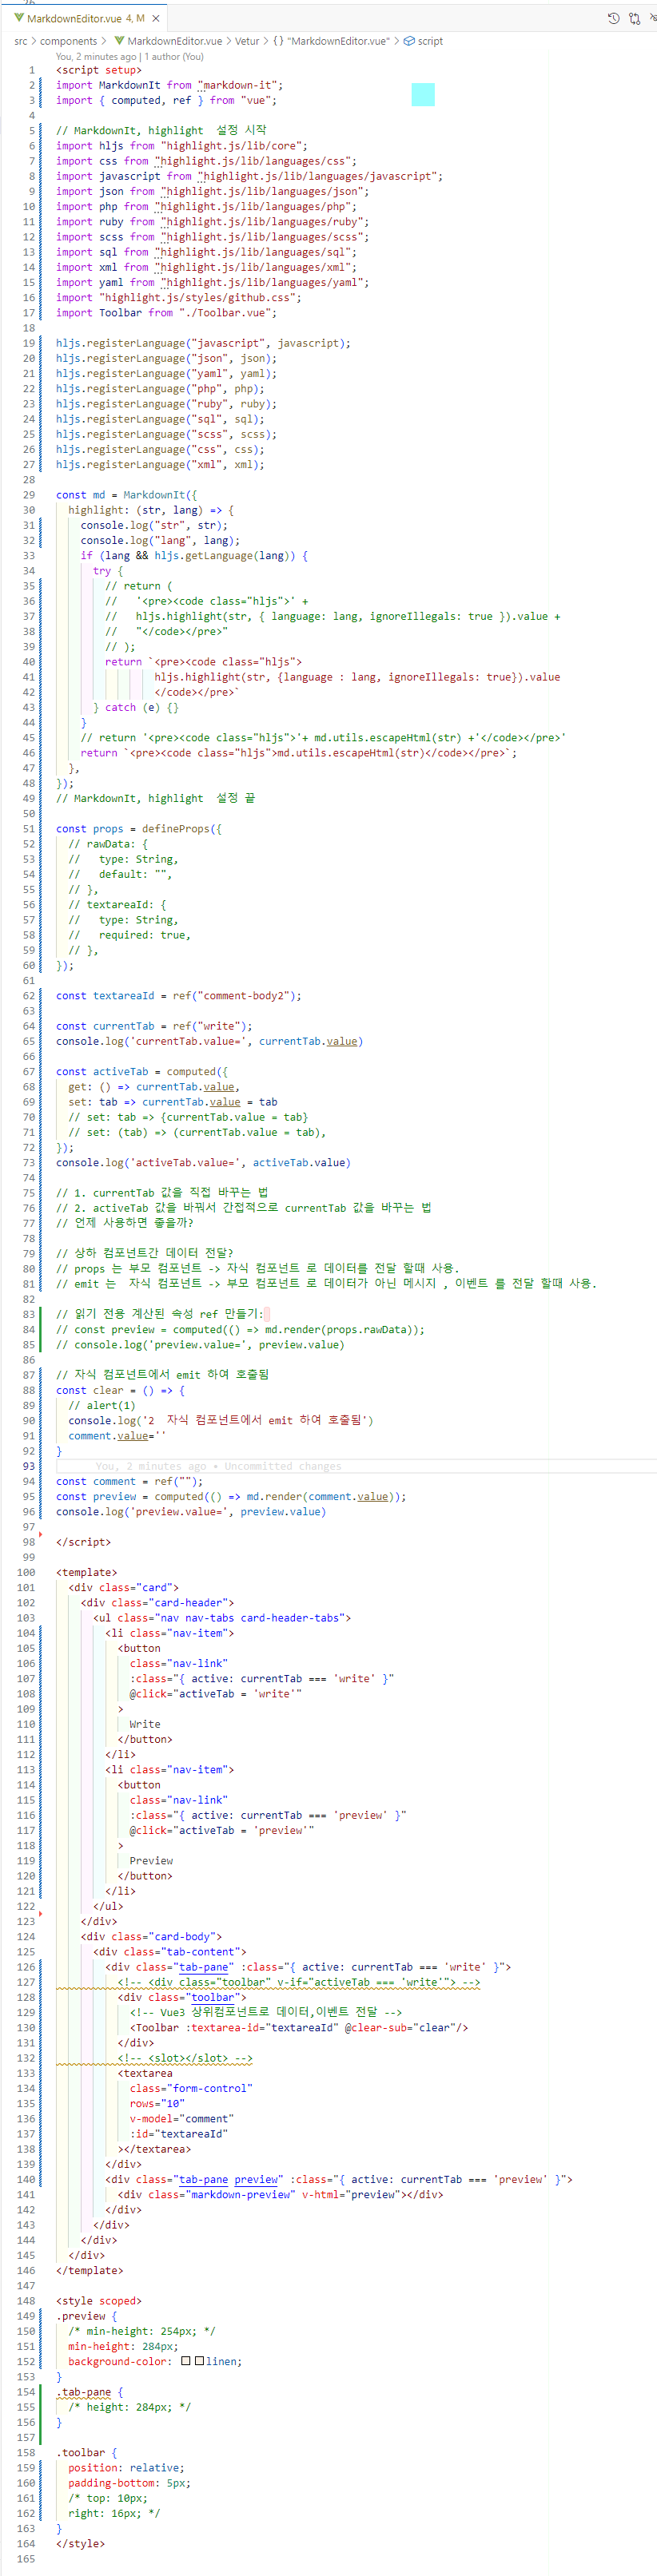 MarkdownEditor.vue 4, M
src > components > MarkdownEditor.vue > Vetur > {} "MarkdownEditor.vue" > script
You, 2 minutes ago | 1 author (You)
1 <script setup>
2 import MarkdownIt from "markdown-it";
3 import { computed, ref } from "vue";
4
5 // MarkdownIt, highlight  설정 시작
6 import hljs from "highlight.js/lib/core";
7 import css from "highlight.js/lib/languages/css";
8 import javascript from "highlight.js/lib/languages/javascript";
9 import json from "highlight.js/lib/languages/json";
10 import php from "highlight.js/lib/languages/php";
11 import ruby from "highlight.js/lib/languages/ruby";
12 import scss from "highlight.js/lib/languages/scss";
13 import sql from "highlight.js/lib/languages/sql";
14 import xml from "highlight.js/lib/languages/xml";
15 import yaml from "highlight.js/lib/languages/yaml";
16 import "highlight.js/styles/github.css";
17 import Toolbar from "./Toolbar.vue";
18
19 hljs.registerLanguage("javascript", javascript);
20 hljs.registerLanguage("json", json);
21 hljs.registerLanguage("yaml", yaml);
22 hljs.registerLanguage("php", php);
23 hljs.registerLanguage("ruby", ruby);
24 hljs.registerLanguage("sql", sql);
25 hljs.registerLanguage("scss", scss);
26 hljs.registerLanguage("css", css);
27 hljs.registerLanguage("xml", xml);
28
29 const md = MarkdownIt({
30   highlight: (str, lang) => {
31     console.log("str", str);
32     console.log("lang", lang);
33     if (lang && hljs.getLanguage(lang)) {
34       try {
35         // return (
36         //   '<pre><code class="hljs">' +
37         //   hljs.highlight(str, { language: lang, ignoreIllegals: true }).value +
38         //   "</code></pre>"
39         // );
40         return `<pre><code class="hljs">
41                 hljs.highlight(str, {language : lang, ignoreIllegals: true}).value
42                 </code></pre>`
43       } catch (e) {}
44     }
45     // return '<pre><code class="hljs">'+ md.utils.escapeHtml(str) +'</code></pre>'
46     return `<pre><code class="hljs">md.utils.escapeHtml(str)</code></pre>`;
47   },
48 });
49 // MarkdownIt, highlight  설정 끝
50
51 const props = defineProps({
52   // rawData: {
53   //   type: String,
54   //   default: "",
55   // },
56   // textareaId: {
57   //   type: String,
58   //   required: true,
59   // },
60 });
61
62 const textareaId = ref("comment-body2");
63
64 const currentTab = ref("write");
65 console.log('currentTab.value=', currentTab.value)
66
67 const activeTab = computed({
68   get: () => currentTab.value,
69   set: tab => currentTab.value = tab
70   // set: tab => {currentTab.value = tab}
71   // set: (tab) => (currentTab.value = tab),
72 });
73 console.log('activeTab.value=', activeTab.value)
74
75 // 1. currentTab 값을 직접 바꾸는 법
76 // 2. activeTab 값을 바꿔서 간접적으로 currentTab 값을 바꾸는 법
77 // 언제 사용하면 좋을까?
78
79 // 상하 컴포넌트간 데이터 전달?
80 // props 는 부모 컴포넌트 -> 자식 컴포넌트 로 데이터를 전달 할때 사용.
81 // emit 는  자식 컴포넌트 -> 부모 컴포넌트 로 데이터가 아닌 메시지 , 이벤트 를 전달 할때 사용.
82
83 // 읽기 전용 계산된 속성 ref 만들기:
84 // const preview = computed(() => md.render(props.rawData));
85 // console.log('preview.value=', preview.value)
86
87 // 자식 컴포넌트에서 emit 하여 호출됨
88 const clear = () => {
89   // alert(1)
90   console.log('2  자식 컴포넌트에서 emit 하여 호출됨')
91   comment.value=''
92 }
93       You, 2 minutes ago • Uncommitted changes
94 const comment = ref("");
95 const preview = computed(() => md.render(comment.value));
96 console.log('preview.value=', preview.value)
97
98 </script>
99
100 <template>
101   <div class="card">
102     <div class="card-header">
103       <ul class="nav nav-tabs card-header-tabs">
104         <li class="nav-item">
105           <button
106             class="nav-link"
107             :class="{ active: currentTab === 'write' }"
108             @click="activeTab = 'write'"
109           >
110             Write
111           </button>
112         </li>
113         <li class="nav-item">
114           <button
115             class="nav-link"
116             :class="{ active: currentTab === 'preview' }"
117             @click="activeTab = 'preview'"
118           >
119             Preview
120           </button>
121         </li>
122       </ul>
123     </div>
124     <div class="card-body">
125       <div class="tab-content">
126         <div class="tab-pane" :class="{ active: currentTab === 'write' }">
127           <!-- <div class="toolbar" v-if="activeTab === 'write'"> -->
128           <div class="toolbar">
129             <!-- Vue3 상위컴포넌트로 데이터,이벤트 전달 -->
130             <Toolbar :textarea-id="textareaId" @clear-sub="clear"/>
131           </div>
132           <!-- <slot></slot> -->
133           <textarea
134             class="form-control"
135             rows="10"
136             v-model="comment"
137             :id="textareaId"
138           ></textarea>
139         </div>
140         <div class="tab-pane preview" :class="{ active: currentTab === 'preview' }">
141           <div class="markdown-preview" v-html="preview"></div>
142         </div>
143       </div>
144     </div>
145   </div>
146 </template>
147
148 <style scoped>
149 .preview {
150   /* min-height: 254px; */
151   min-height: 284px;
152   background-color: linen;
153 }
154 .tab-pane {
155   /* height: 284px; */
156 }
157
158 .toolbar {
159   position: relative;
160   padding-bottom: 5px;
161   /* top: 10px;
162   right: 16px; */
163 }
164 </style>
165